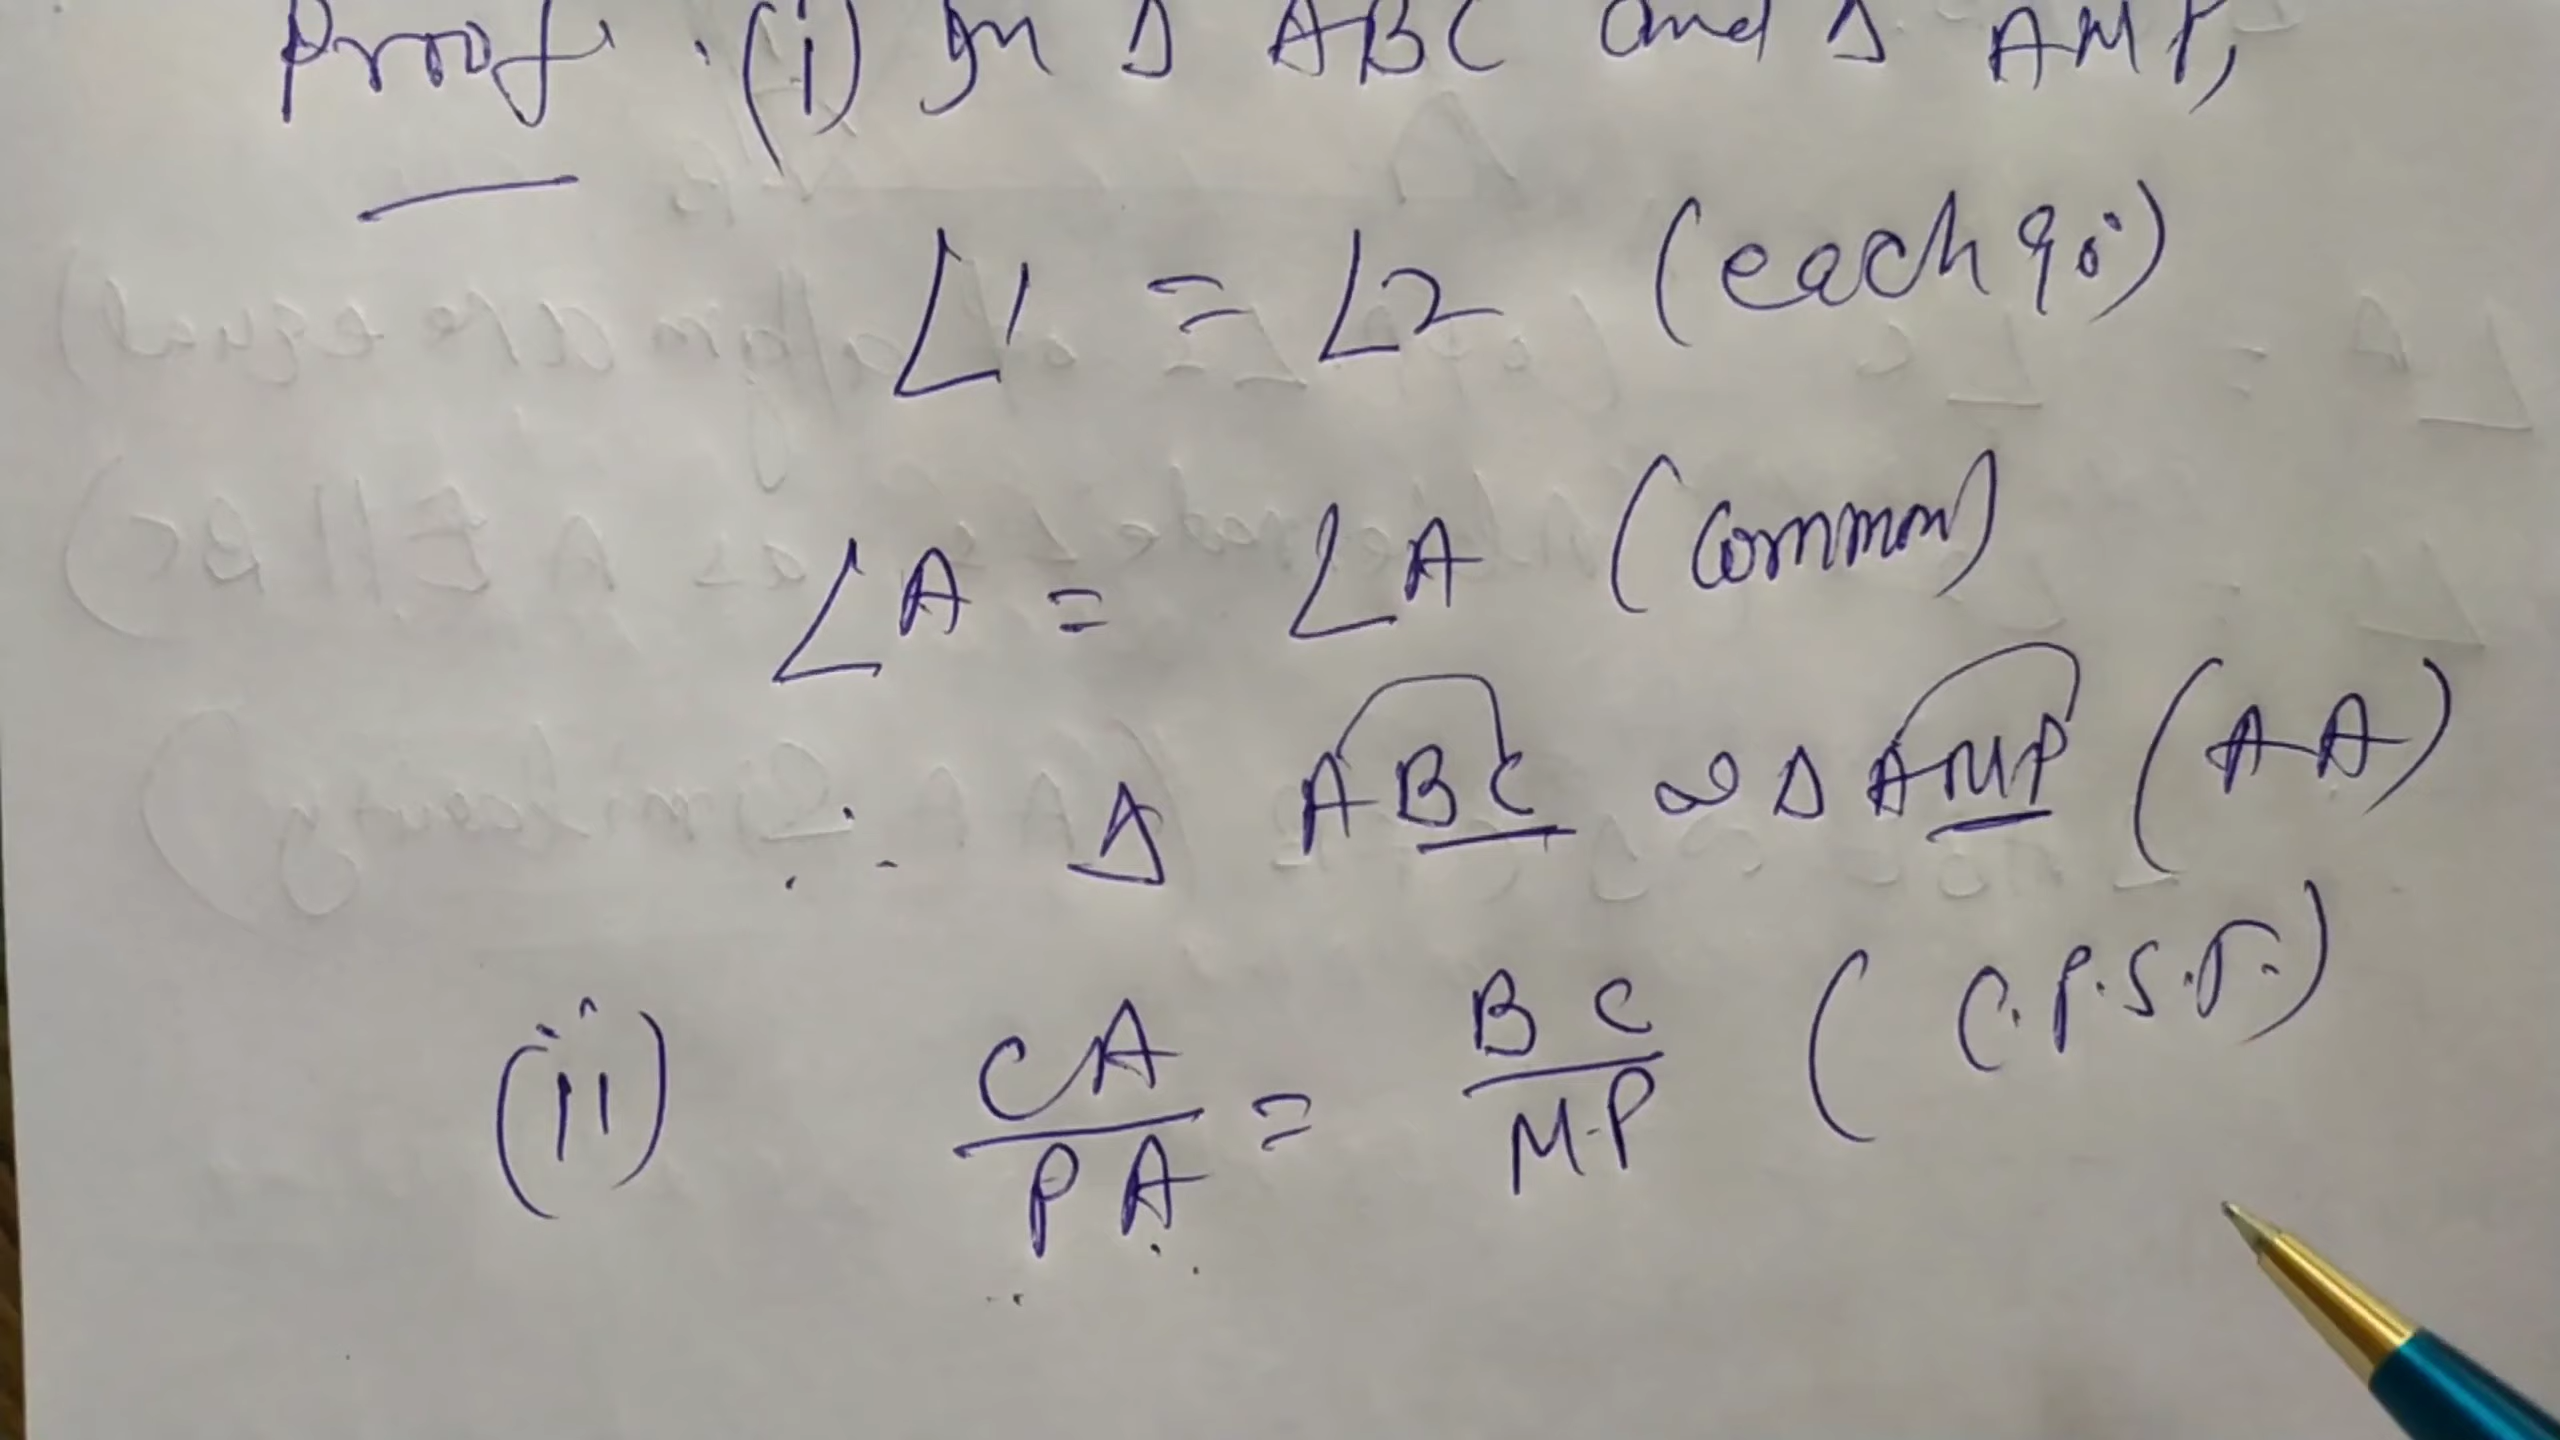 Proof. (i) In Δ ABC and Δ AMP,
∠1 = ∠2 (each 90°)
∠A = ∠A (Common)
∴ Δ ABC ∼ Δ AMP (AA)
(ii) CA/PA = BC/MP (C.P.S.T.)